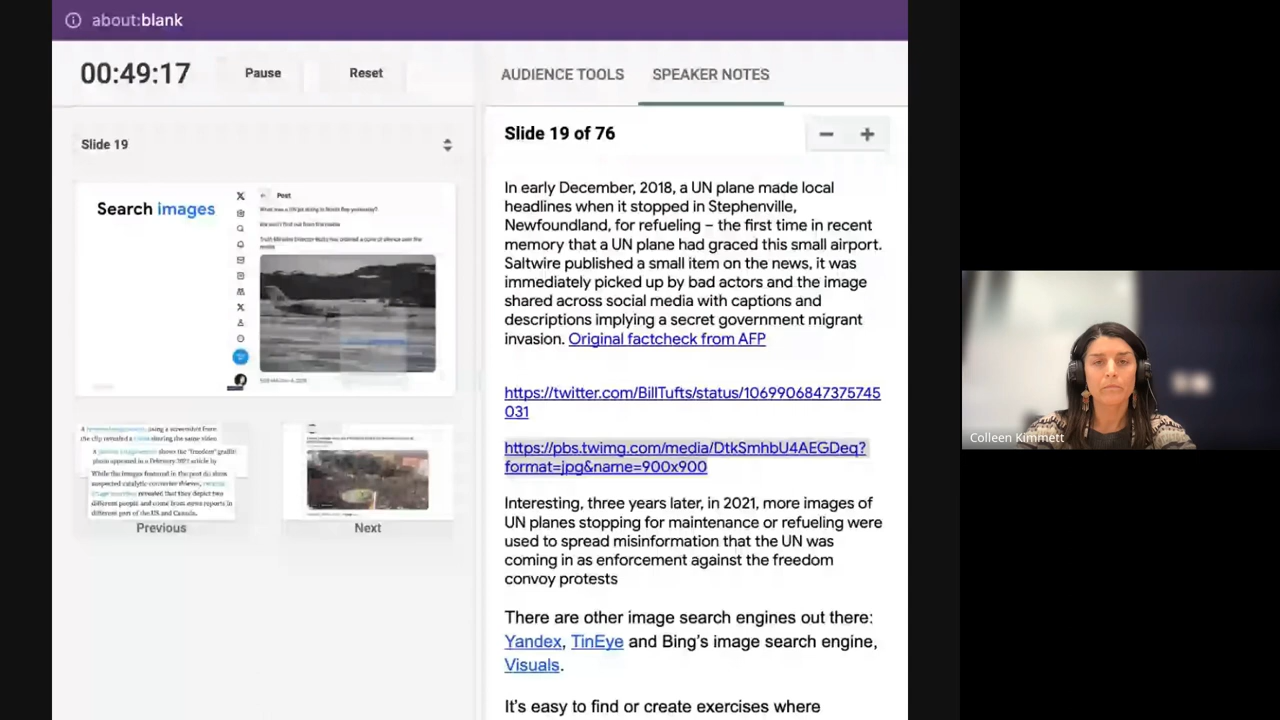 about:blank
00:49:17
Pause
Reset
AUDIENCE TOOLS
SPEAKER NOTES
Slide 19
Search images
Post
Previous
Next
Slide 19 of 76
In early December, 2018, a UN plane made local
headlines when it stopped in Stephenville,
Newfoundland, for refueling – the first time in recent
memory that a UN plane had graced this small airport.
Saltwire published a small item on the news, it was
immediately picked up by bad actors and the image
shared across social media with captions and
descriptions implying a secret government migrant
invasion. Original factcheck from AFP
https://twitter.com/BillTufts/status/1069906847375745
031
https://pbs.twimg.com/media/DtkSmhbU4AEGDeq?
format=jpg&name=900x900
Interesting, three years later, in 2021, more images of
UN planes stopping for maintenance or refueling were
used to spread misinformation that the UN was
coming in as enforcement against the freedom
convoy protests
There are other image search engines out there:
Yandex, TinEye and Bing’s image search engine,
Visuals.
It’s easy to find or create exercises where
Colleen Kimmett